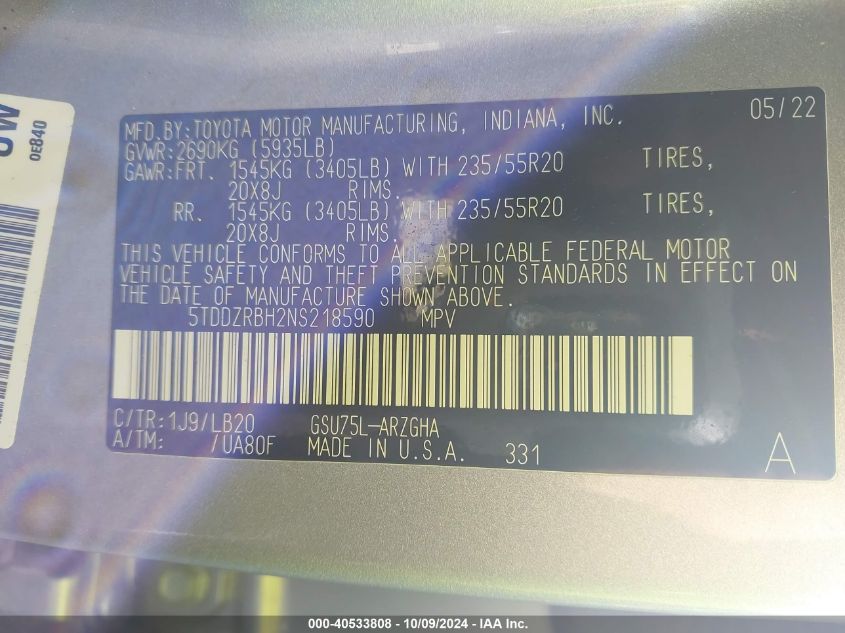 MFD.BY:TOYOTA MOTOR MANUFACTURING, INDIANA, INC. 05/22
GVWR:2690KG (5935LB)
GAWR:FRT. 1545KG (3405LB) WITH 235/55R20 TIRES,
20X8J RIMS.
RR. 1545KG (3405LB) WITH 235/55R20 TIRES,
20X8J RIMS.
THIS VEHICLE CONFORMS TO ALL APPLICABLE FEDERAL MOTOR
VEHICLE SAFETY AND THEFT PREVENTION STANDARDS IN EFFECT ON
THE DATE OF MANUFACTURE SHOWN ABOVE.
5TDDZRBH2NS218590 MPV
C/TR:1J9/LB20 GSU75L-ARZGHA
A/TM: /UA80F MADE IN U.S.A. 331 A
0E840
000-40533808 - 10/09/2024 - IAA Inc.